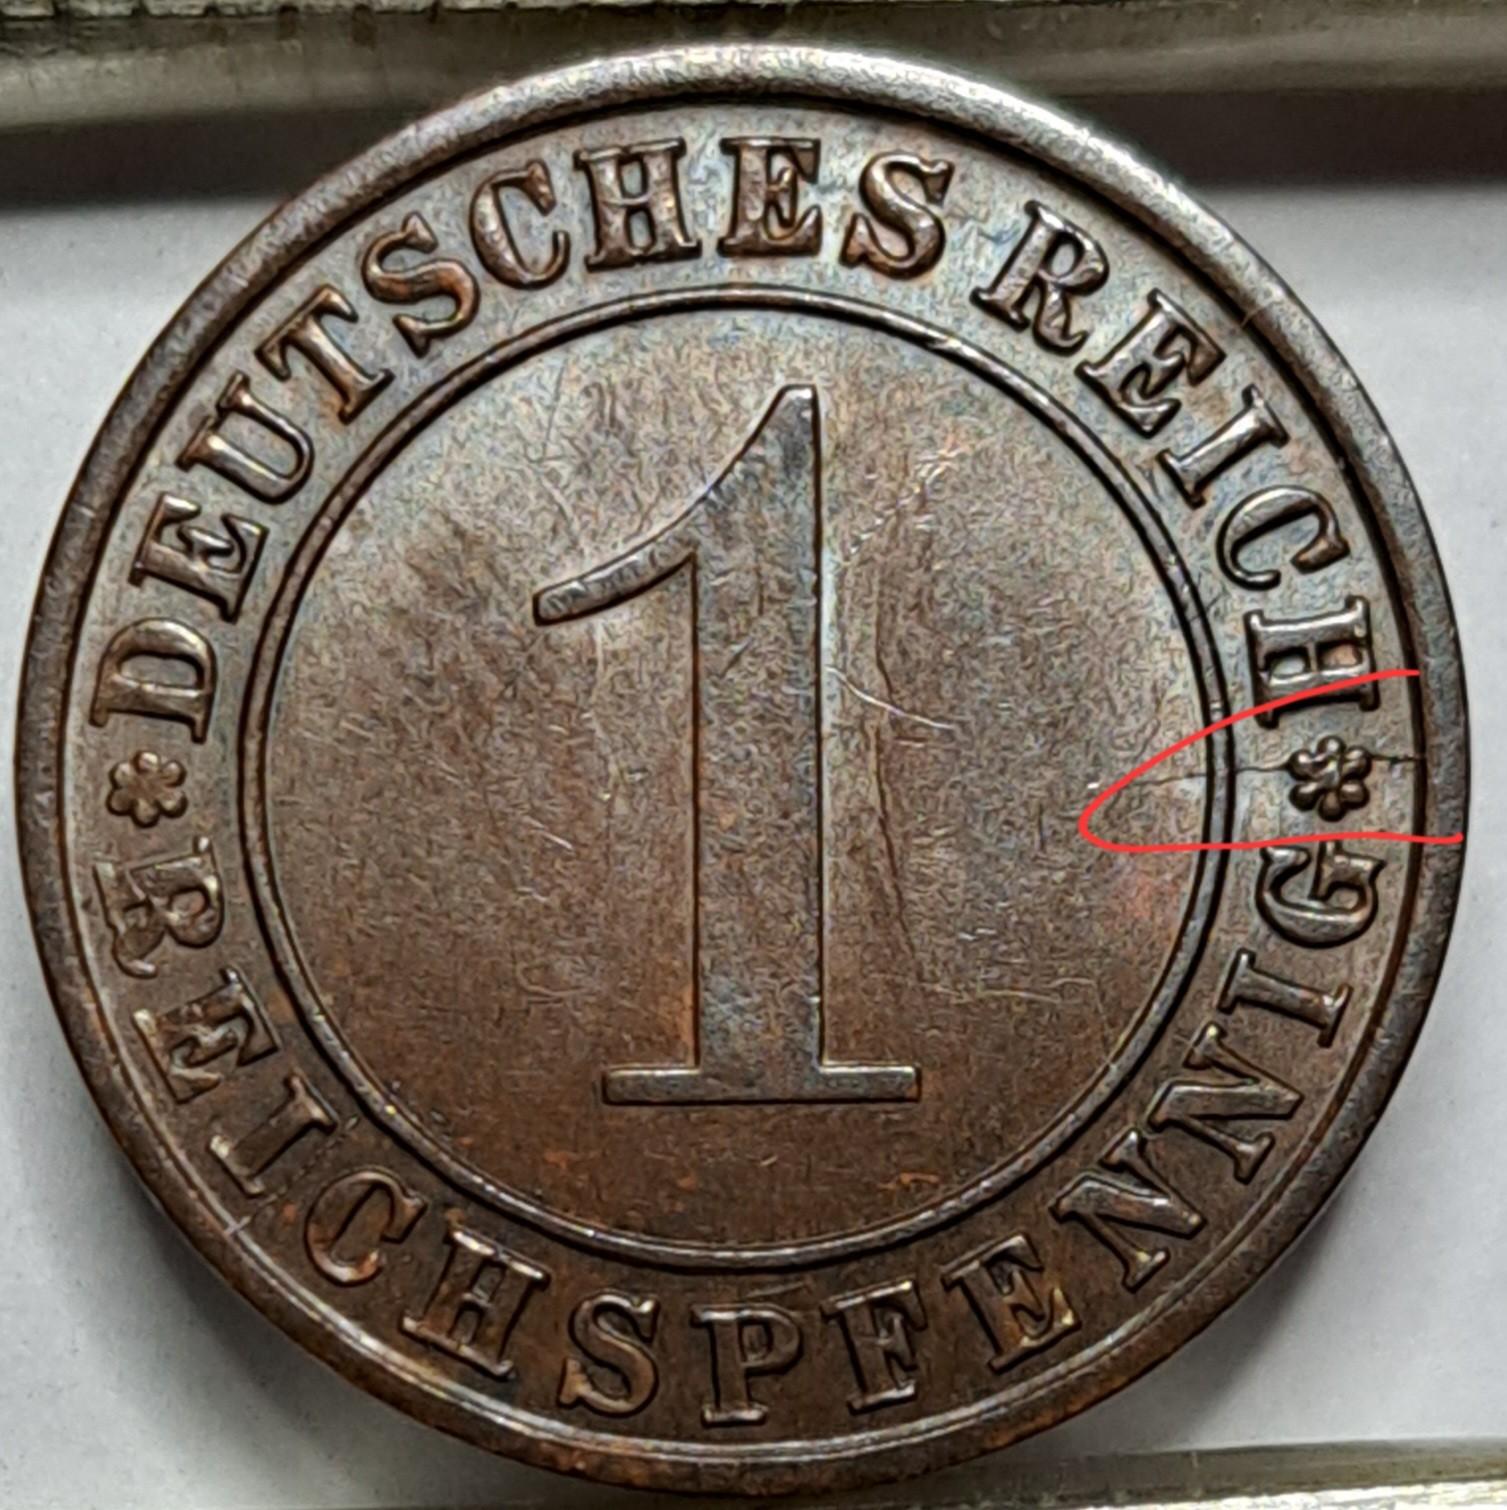 DEUTSCHES REICH
1
REICHSPFENNIG